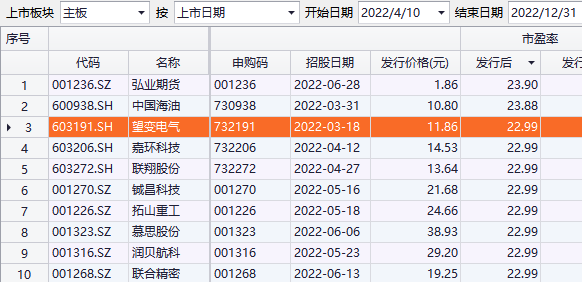 上市板块 主板 按 上市日期 开始日期 2022/4/10 结束日期 2022/12/31
序号 市盈率
代码 名称 申购码 招股日期 发行价格(元) 发行后 发行
1 001236.SZ 弘业期货 001236 2022-06-28 1.86 23.90
2 600938.SH 中国海油 730938 2022-03-31 10.80 23.88
3 603191.SH 望变电气 732191 2022-03-18 11.86 22.99
4 603206.SH 嘉环科技 732206 2022-04-12 14.53 22.99
5 603272.SH 联翔股份 732272 2022-04-27 13.64 22.99
6 001270.SZ 铖昌科技 001270 2022-05-16 21.68 22.99
7 001226.SZ 拓山重工 001226 2022-05-18 24.66 22.99
8 001323.SZ 慕思股份 001323 2022-06-06 38.93 22.99
9 001316.SZ 润贝航科 001316 2022-05-23 29.20 22.99
10 001268.SZ 联合精密 001268 2022-06-13 19.25 22.99